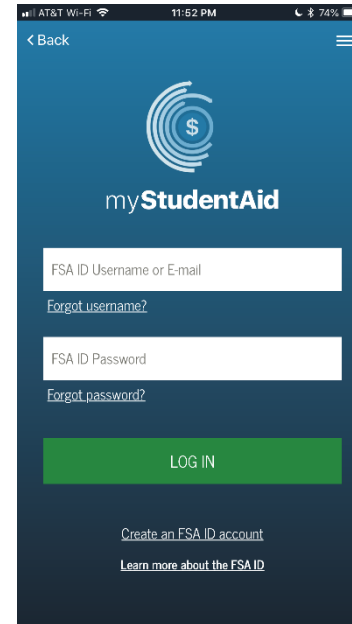 AT&T Wi-Fi 11:52 PM 74%
< Back
$
myStudentAid
FSA ID Username or E-mail
Forgot username?
FSA ID Password
Forgot password?
LOG IN
Create an FSA ID account
Learn more about the FSA ID